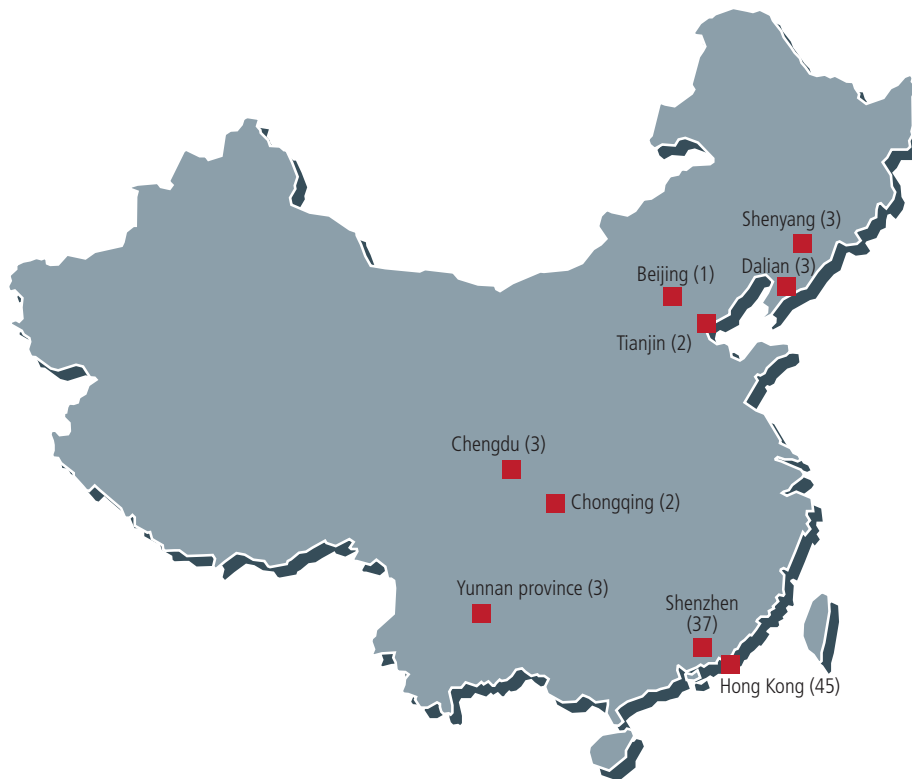 Shenyang (3)
Dalian (3)
Beijing (1)
Tianjin (2)
Chengdu (3)
Chongqing (2)
Yunnan province (3)
Shenzhen
(37)
Hong Kong (45)